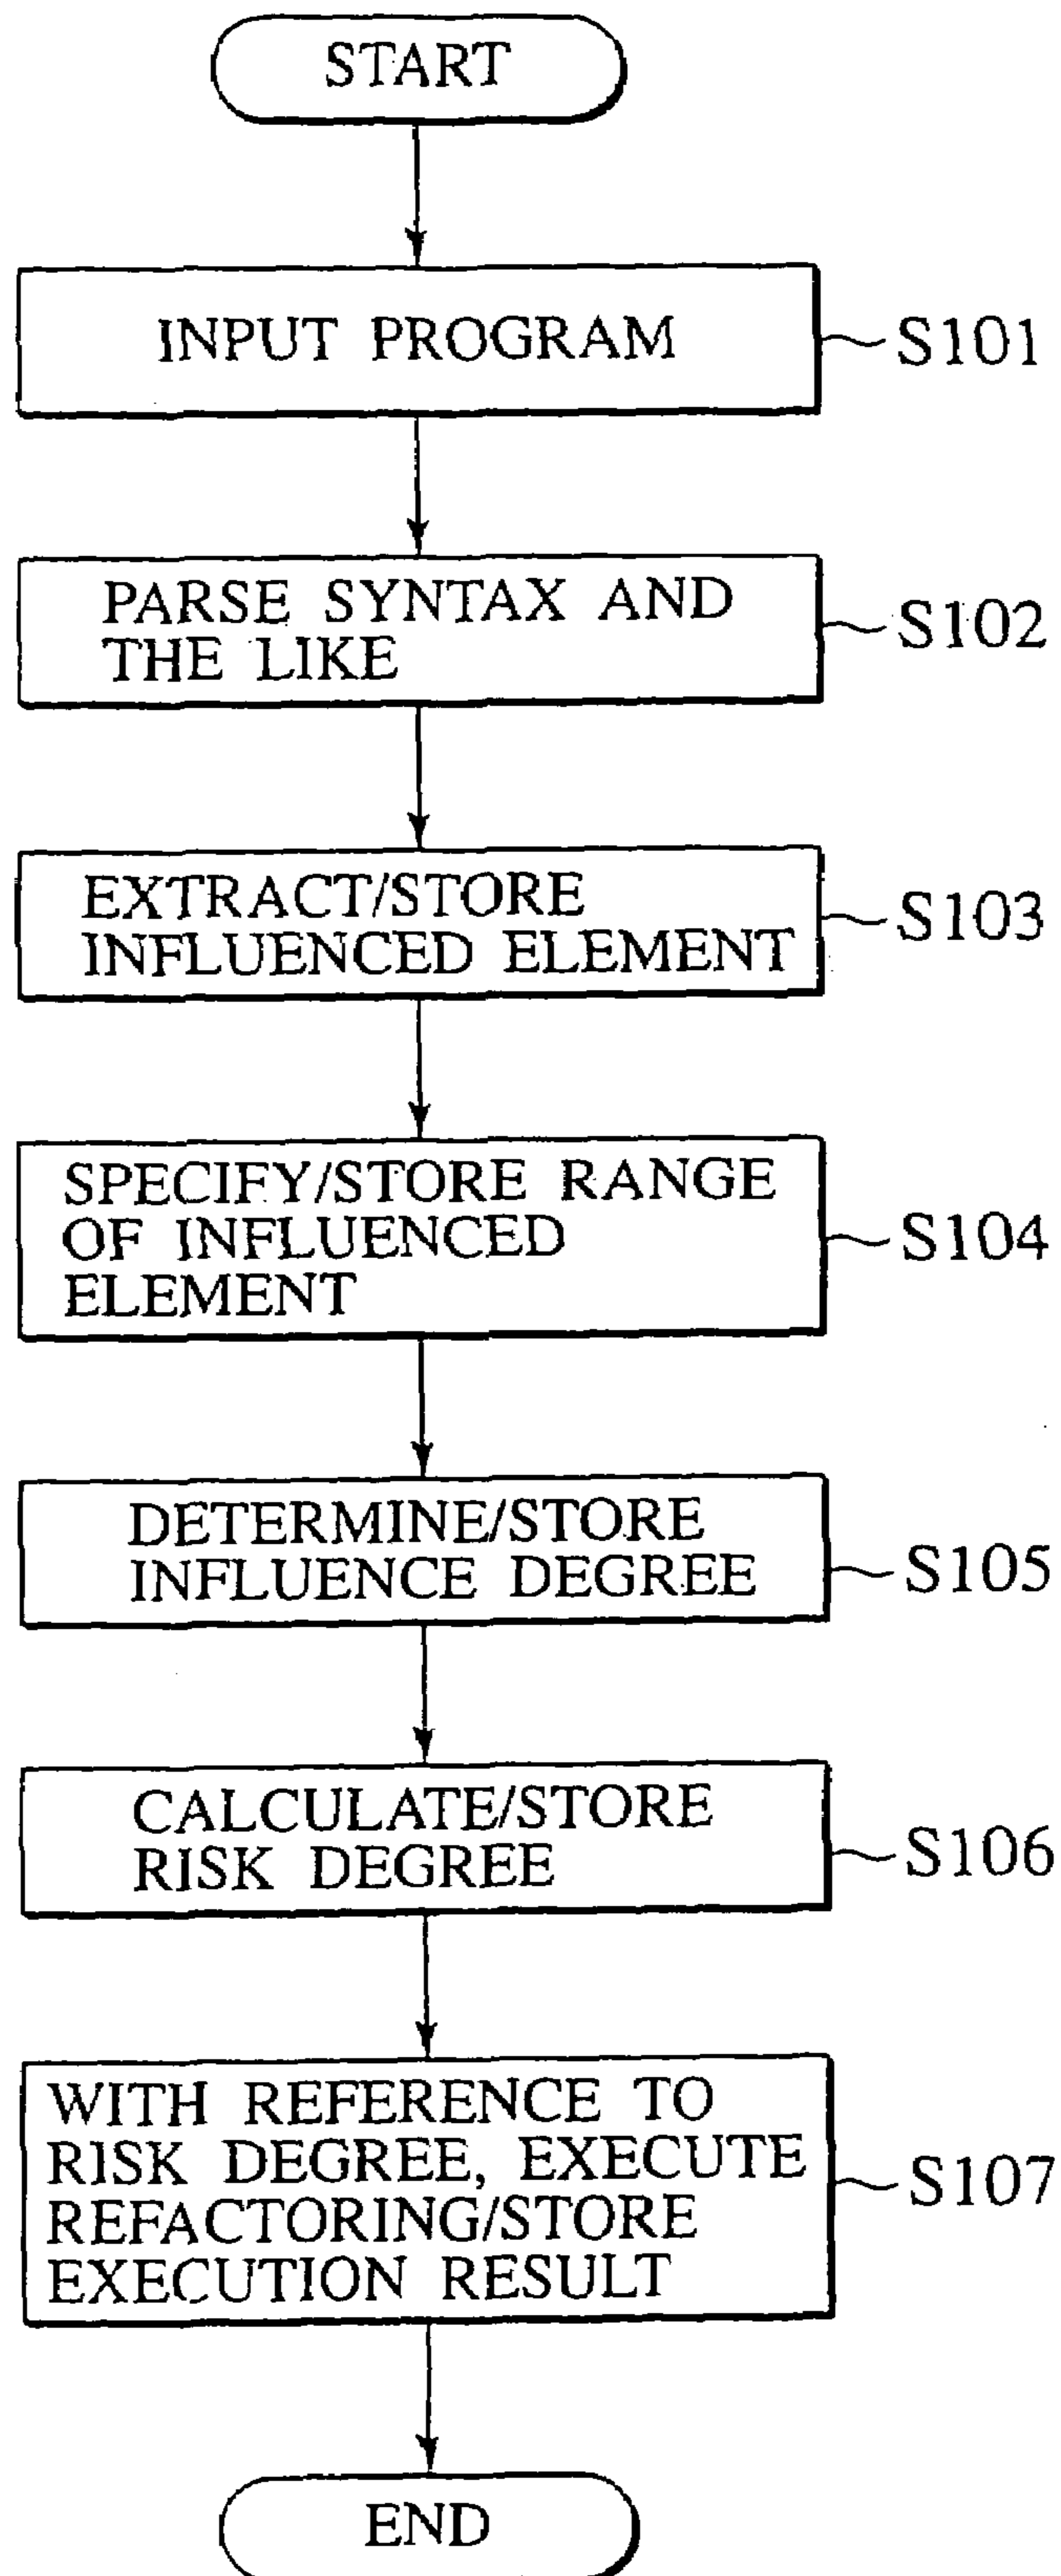 START
INPUT PROGRAM
S101
PARSE SYNTAX AND
THE LIKE
S102
EXTRACT/STORE
INFLUENCED ELEMENT
S103
SPECIFY/STORE RANGE
OF INFLUENCED
ELEMENT
S104
DETERMINE/STORE
INFLUENCE DEGREE
S105
CALCULATE/STORE
RISK DEGREE
S106
WITH REFERENCE TO
RISK DEGREE, EXECUTE
REFACTORING/STORE
EXECUTION RESULT
S107
END